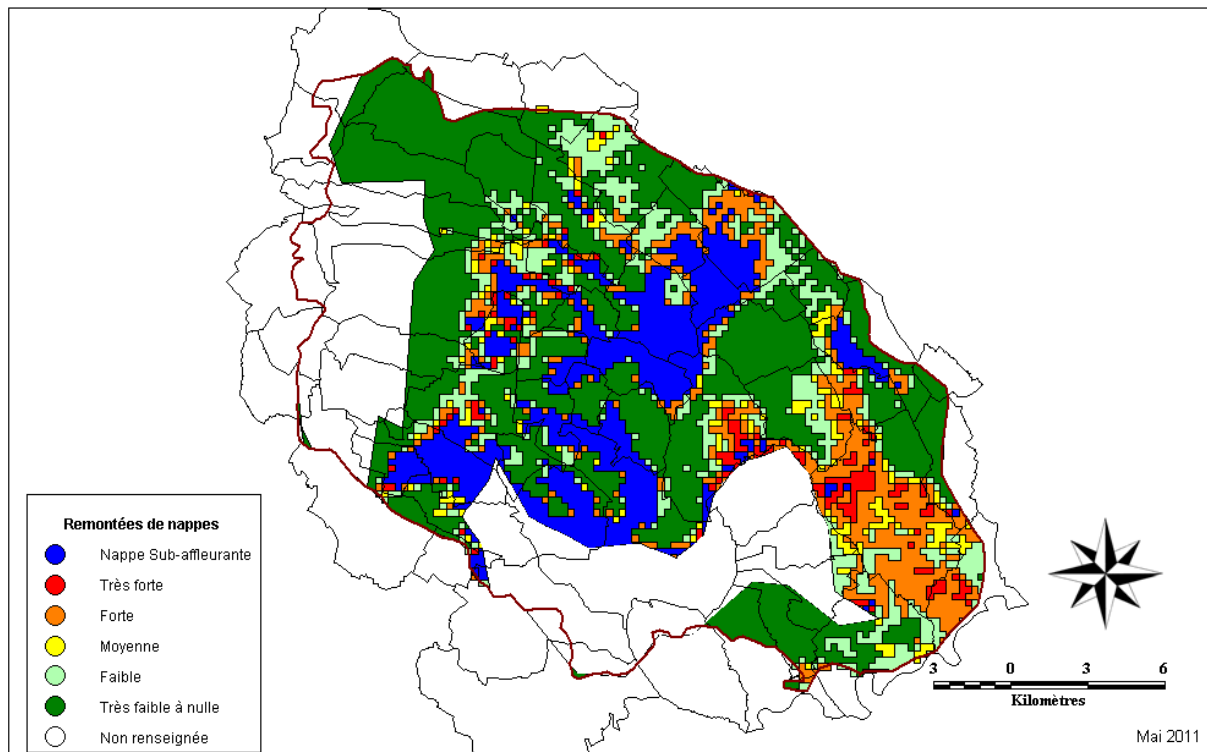 Remontées de nappes
Nappe Sub-affleurante
Très forte
Forte
Moyenne
Faible
Très faible à nulle
Non renseignée
3 0 3 6
Kilomètres
Mai 2011